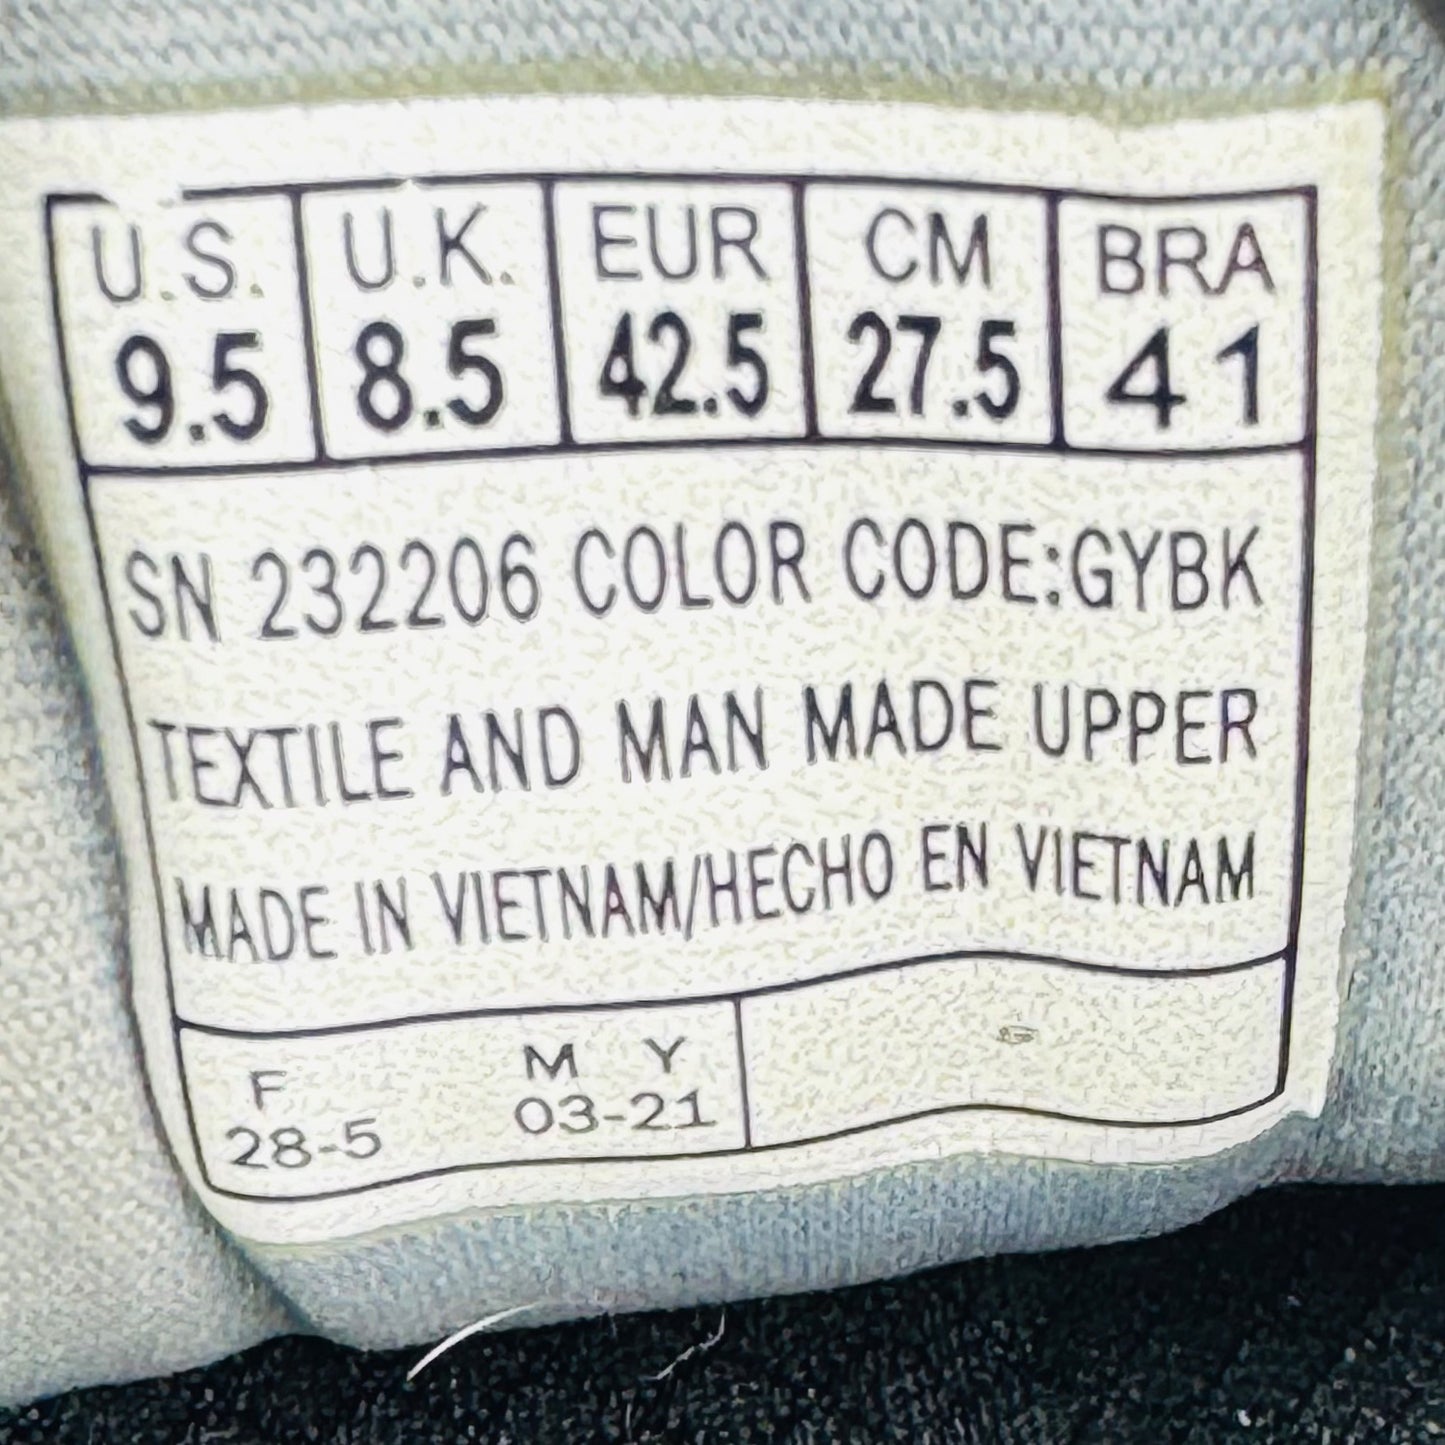 U.S. U.K. EUR CM BRA
9.5 8.5 42.5 27.5 41
SN 232206 COLOR CODE:GYBK
TEXTILE AND MAN MADE UPPER
MADE IN VIETNAM/HECHO EN VIETNAM
F M Y
28-5 03-21